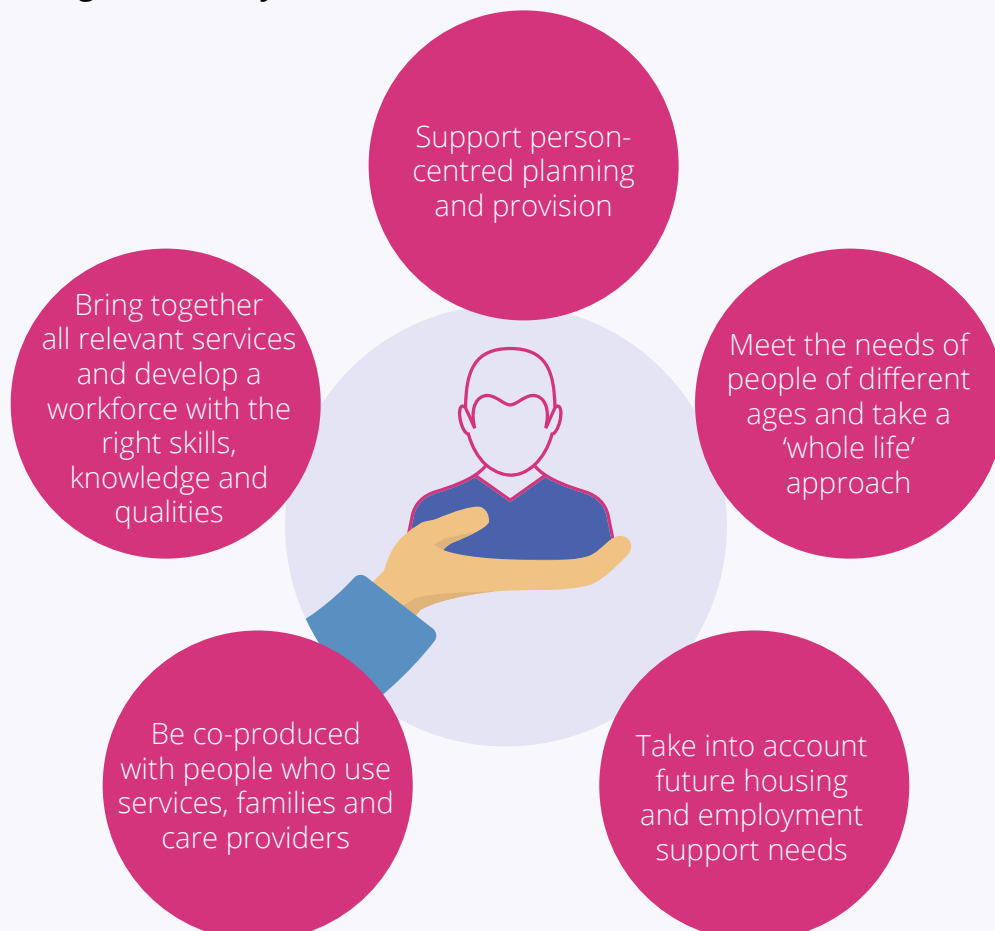 Support person-
centred planning
and provision
Meet the needs of
people of different
ages and take a
‘whole life’
approach
Take into account
future housing
and employment
support needs
Be co-produced
with people who use
services, families and
care providers
Bring together
all relevant services
and develop a
workforce with the
right skills,
knowledge and
qualities